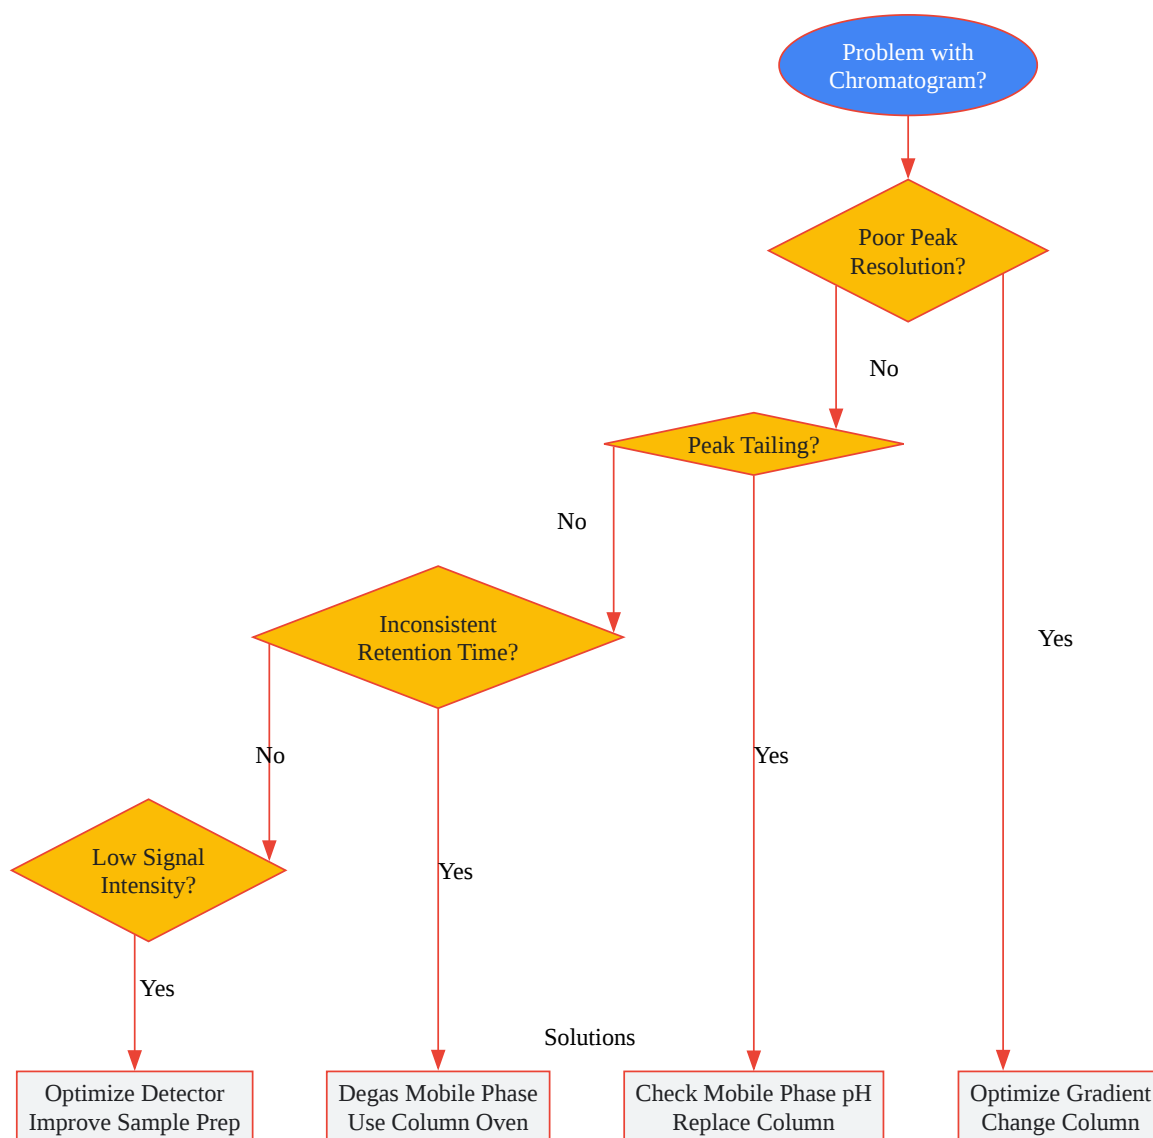 Problem with
Chromatogram?
Poor Peak
Resolution?
No
Peak Tailing?
No
Inconsistent
Retention Time?
Yes
No
Yes
Low Signal
Intensity?
Yes
Yes
Solutions
Optimize Detector
Improve Sample Prep
Degas Mobile Phase
Use Column Oven
Check Mobile Phase pH
Replace Column
Optimize Gradient
Change Column